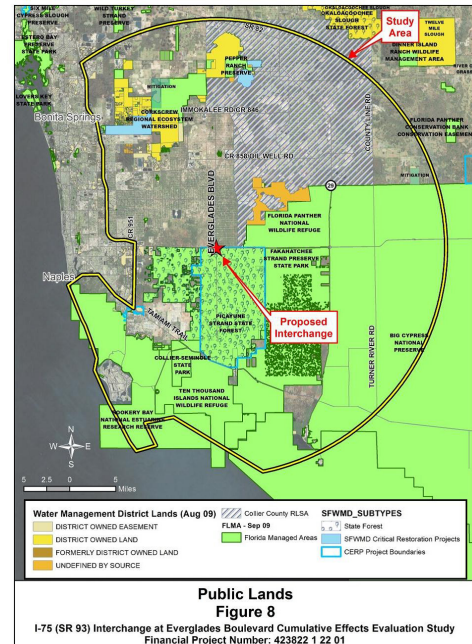 SIX MILE
CYPRESS SLOUGH
PRESERVE
WILD TURKEY
STRAND
PRESERVE
OKALOACOOCHEE
SLOUGH
STATE FOREST
TWELVE
MILE
SLOUGH
Study
Area
SR 82
ESTERO BAY
PRESERVE
STATE PARK
DINNER ISLAND
RANCH WILDLIFE
MANAGEMENT AREA
PEPPER
RANCH
PRESERVE
LOVERS KEY
STATE PARK
MITIGATION
IMMOKALEE RD/CR 846
Bonita Springs
CORKSCREW
REGIONAL ECOSYSTEM
WATERSHED
COUNTY LINE RD
FLORIDA PANTHER
CONSERVATION BANK
CONSERVATION EASEMENT
CR 858/OIL WELL RD
MITIGATION
29
EVERGLADES BLVD
CR 951
FLORIDA PANTHER
NATIONAL
WILDLIFE REFUGE
FAKAHATCHEE
STRAND PRESERVE
STATE PARK
Naples
Proposed
Interchange
PICAYUNE
STRAND STATE
FOREST
TAMIAMI TRAIL
TURNER RIVER RD
BIG CYPRESS
NATIONAL
PRESERVE
COLLIER-SEMINOLE
STATE
PARK
TEN THOUSAND
ISLANDS NATIONAL
WILDLIFE REFUGE
ROOKERY BAY
NATIONAL ESTUARINE
RESEARCH RESERVE
N
W E
S
5 2.5 0 5
Miles
Water Management District Lands (Aug 09)
DISTRICT OWNED EASEMENT
DISTRICT OWNED LAND
FORMERLY DISTRICT OWNED LAND
UNDEFINED BY SOURCE
Collier County RLSA
FLMA - Sep 09
Florida Managed Areas
SFWMD_SUBTYPES
State Forest
SFWMD Critical Restoration Projects
CERP Project Boundaries
Public Lands
Figure 8
I-75 (SR 93) Interchange at Everglades Boulevard Cumulative Effects Evaluation Study
Financial Project Number: 423822 1 22 01